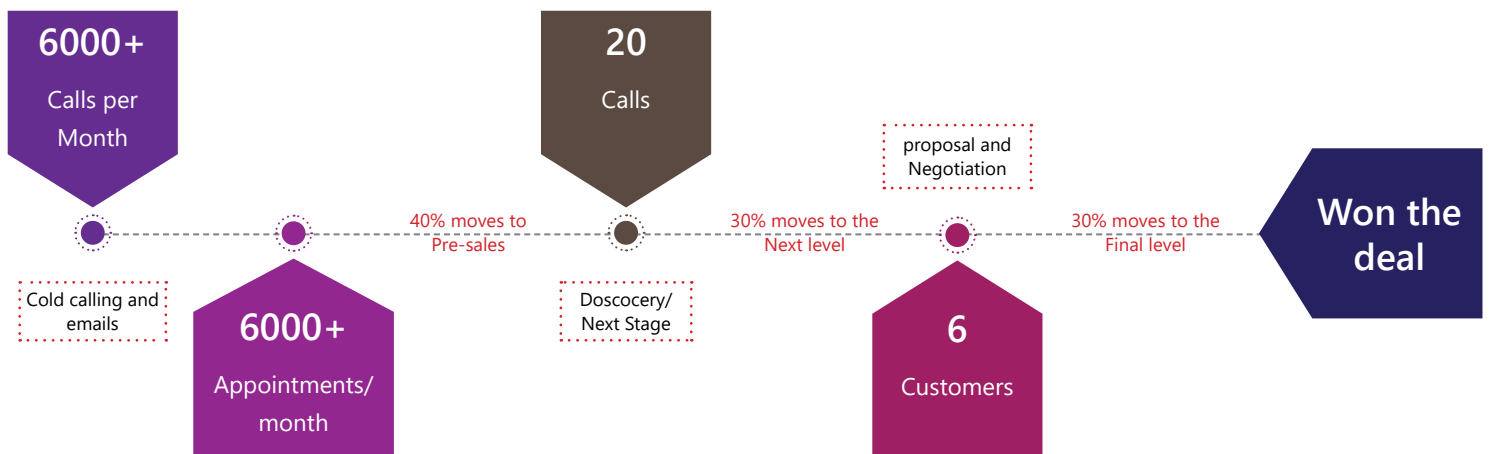 6000+
Calls per
Month
Cold calling and
emails
6000+
Appointments/
month
40% moves to
Pre-sales
20
Calls
Doscocery/
Next Stage
30% moves to the
Next level
proposal and
Negotiation
6
Customers
30% moves to the
Final level
Won the
deal